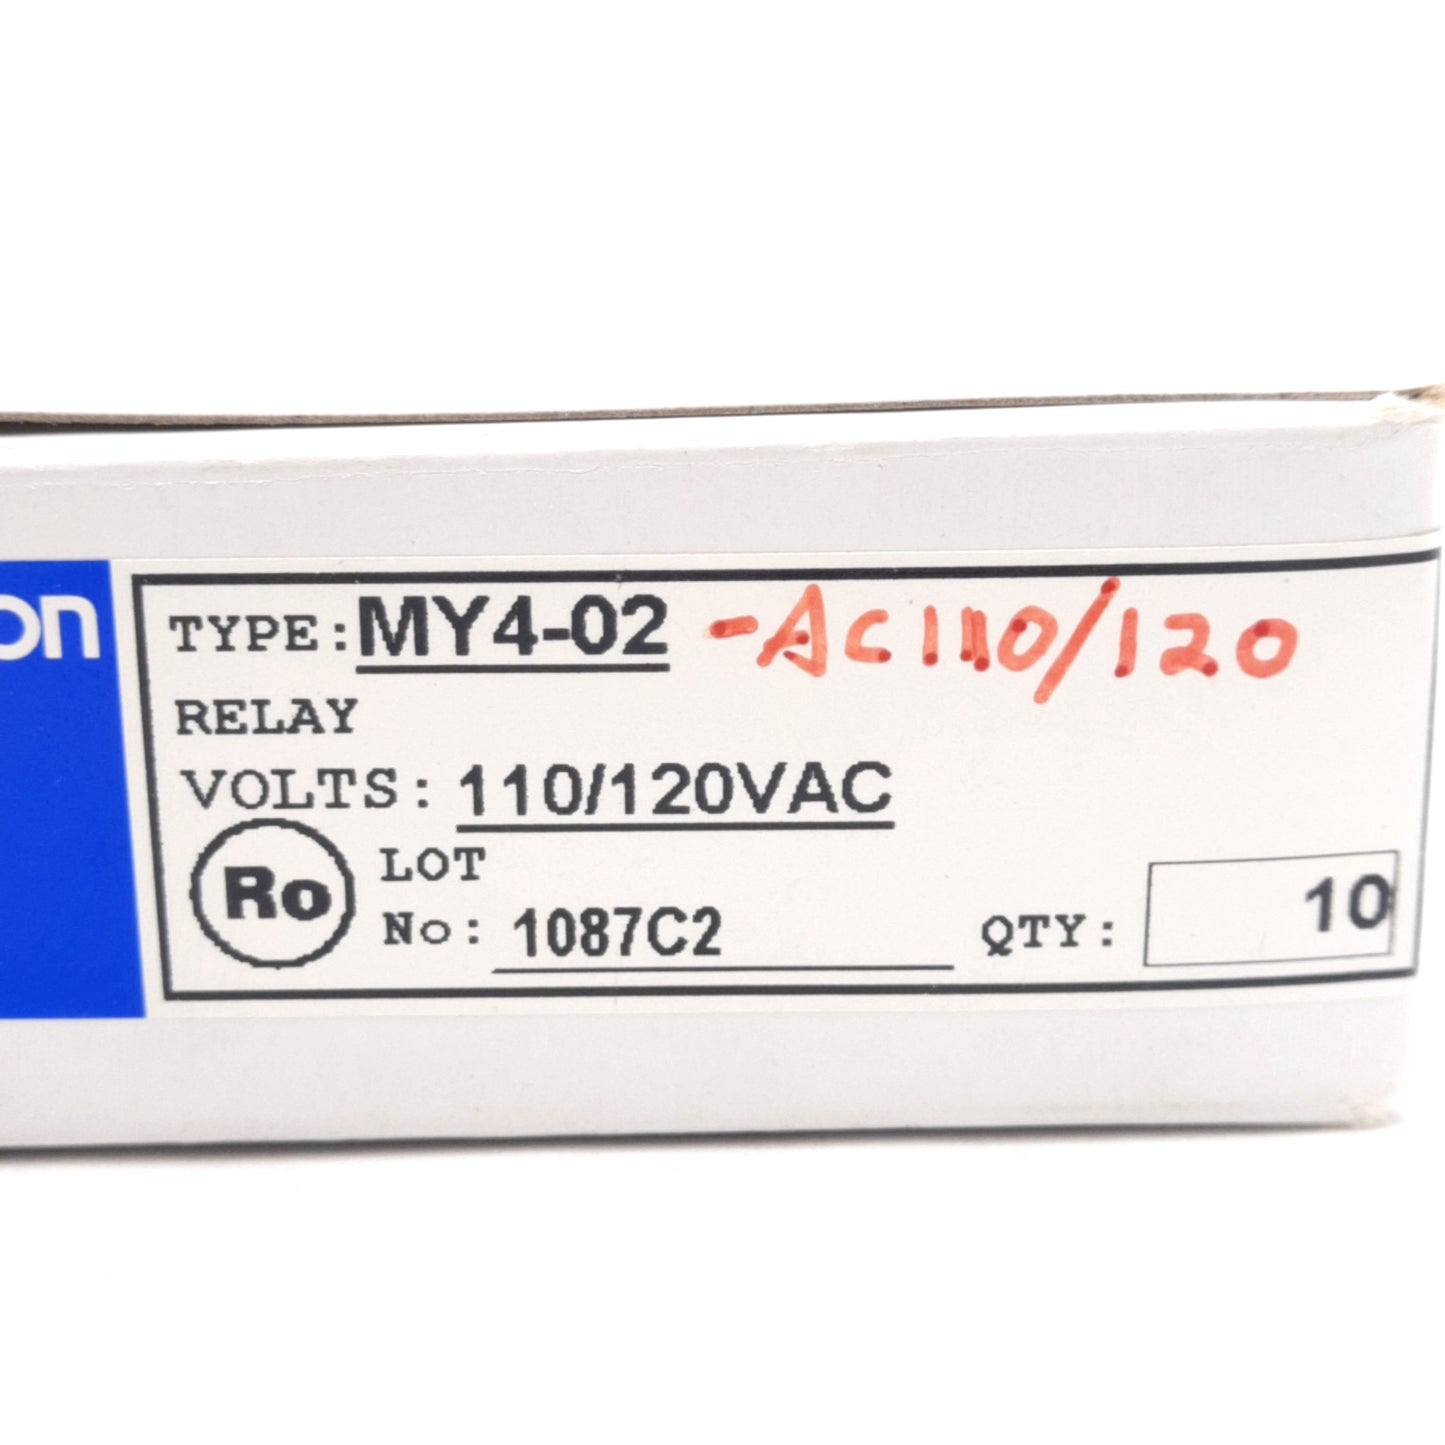 on
TYPE: MY4-02 -AC110/120
RELAY
VOLTS: 110/120VAC
Ro
LOT
No: 1087C2
QTY: 10